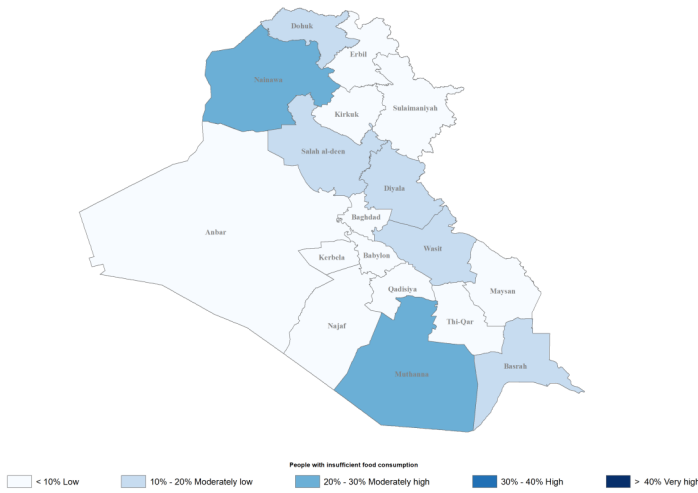 Dohuk
Erbil
Nainawa
Sulaimaniyah
Kirkuk
Salah al-deen
Diyala
Baghdad
Anbar
Wasit
Kerbela
Babylon
Qadisiya
Maysan
Najaf
Thi-Qar
Basrah
Muthanna
People with insufficient food consumption
< 10% Low
10% - 20% Moderately low
20% - 30% Moderately high
30% - 40% High
> 40% Very high